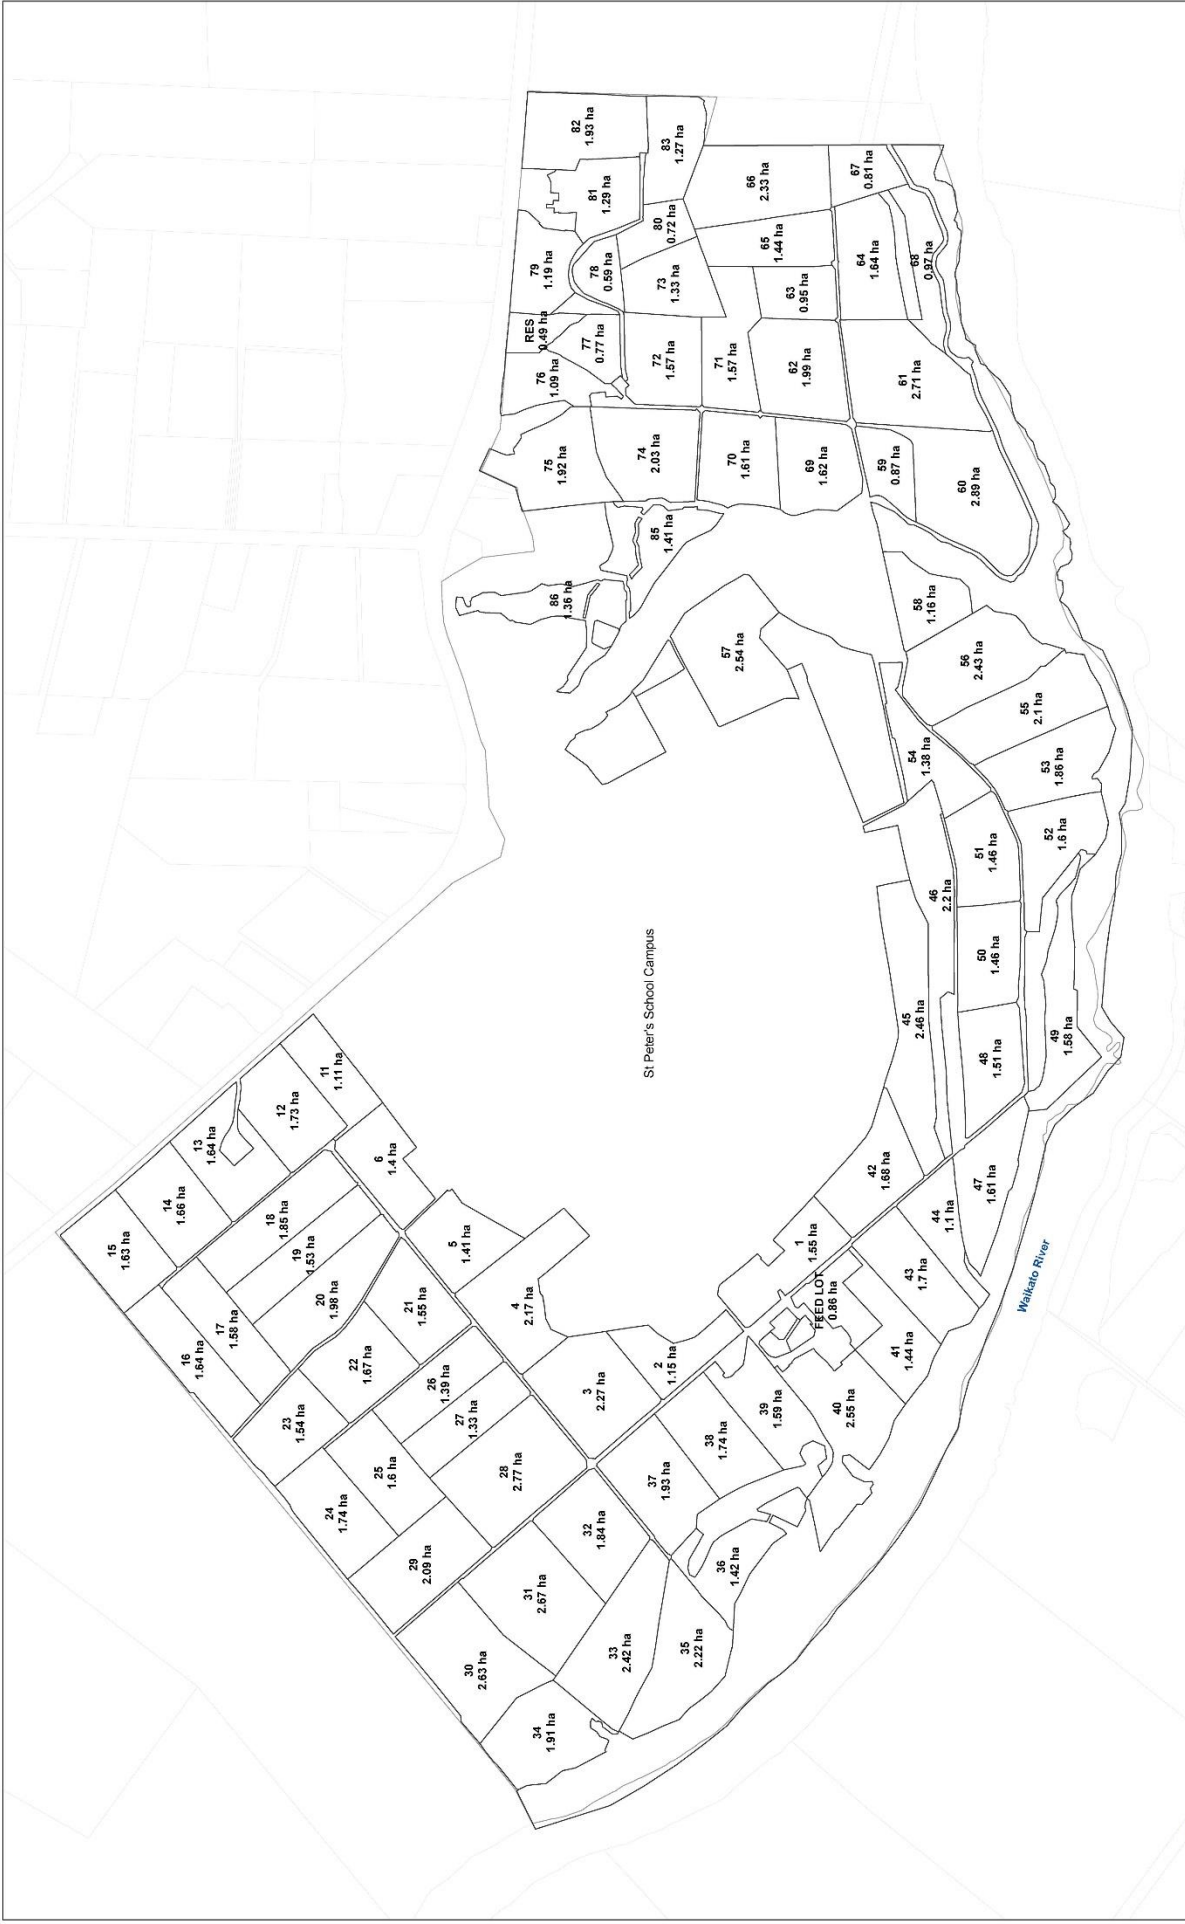 1
1.55 ha
2
1.15 ha
3
2.27 ha
4
2.17 ha
5
1.41 ha
6
1.4 ha
11
1.11 ha
12
1.73 ha
13
1.64 ha
14
1.66 ha
15
1.63 ha
16
1.64 ha
17
1.58 ha
18
1.85 ha
19
1.53 ha
20
1.98 ha
21
1.55 ha
22
1.67 ha
23
1.54 ha
24
1.74 ha
25
1.6 ha
26
1.39 ha
27
1.33 ha
28
2.77 ha
29
2.09 ha
30
2.63 ha
31
2.67 ha
32
1.84 ha
33
2.42 ha
34
1.91 ha
35
2.22 ha
36
1.42 ha
37
1.93 ha
38
1.74 ha
39
1.59 ha
40
2.55 ha
41
1.44 ha
FEED LOT
0.86 ha
42
1.68 ha
43
1.7 ha
44
1.1 ha
45
2.46 ha
46
2.2 ha
47
1.61 ha
48
1.51 ha
49
1.58 ha
50
1.46 ha
51
1.46 ha
52
1.6 ha
53
1.86 ha
54
1.38 ha
55
2.1 ha
56
2.43 ha
57
2.54 ha
58
1.16 ha
59
0.87 ha
60
2.89 ha
61
2.71 ha
62
1.99 ha
63
0.95 ha
64
1.64 ha
65
1.44 ha
66
2.33 ha
67
0.81 ha
68
0.97 ha
69
1.62 ha
70
1.61 ha
71
1.57 ha
72
1.57 ha
73
1.33 ha
74
2.03 ha
75
1.92 ha
76
1.09 ha
RES
0.49 ha
77
0.77 ha
78
0.59 ha
79
1.19 ha
80
0.72 ha
81
1.29 ha
82
1.93 ha
83
1.27 ha
85
1.41 ha
86
1.36 ha
St Peter's School Campus
Waikato River